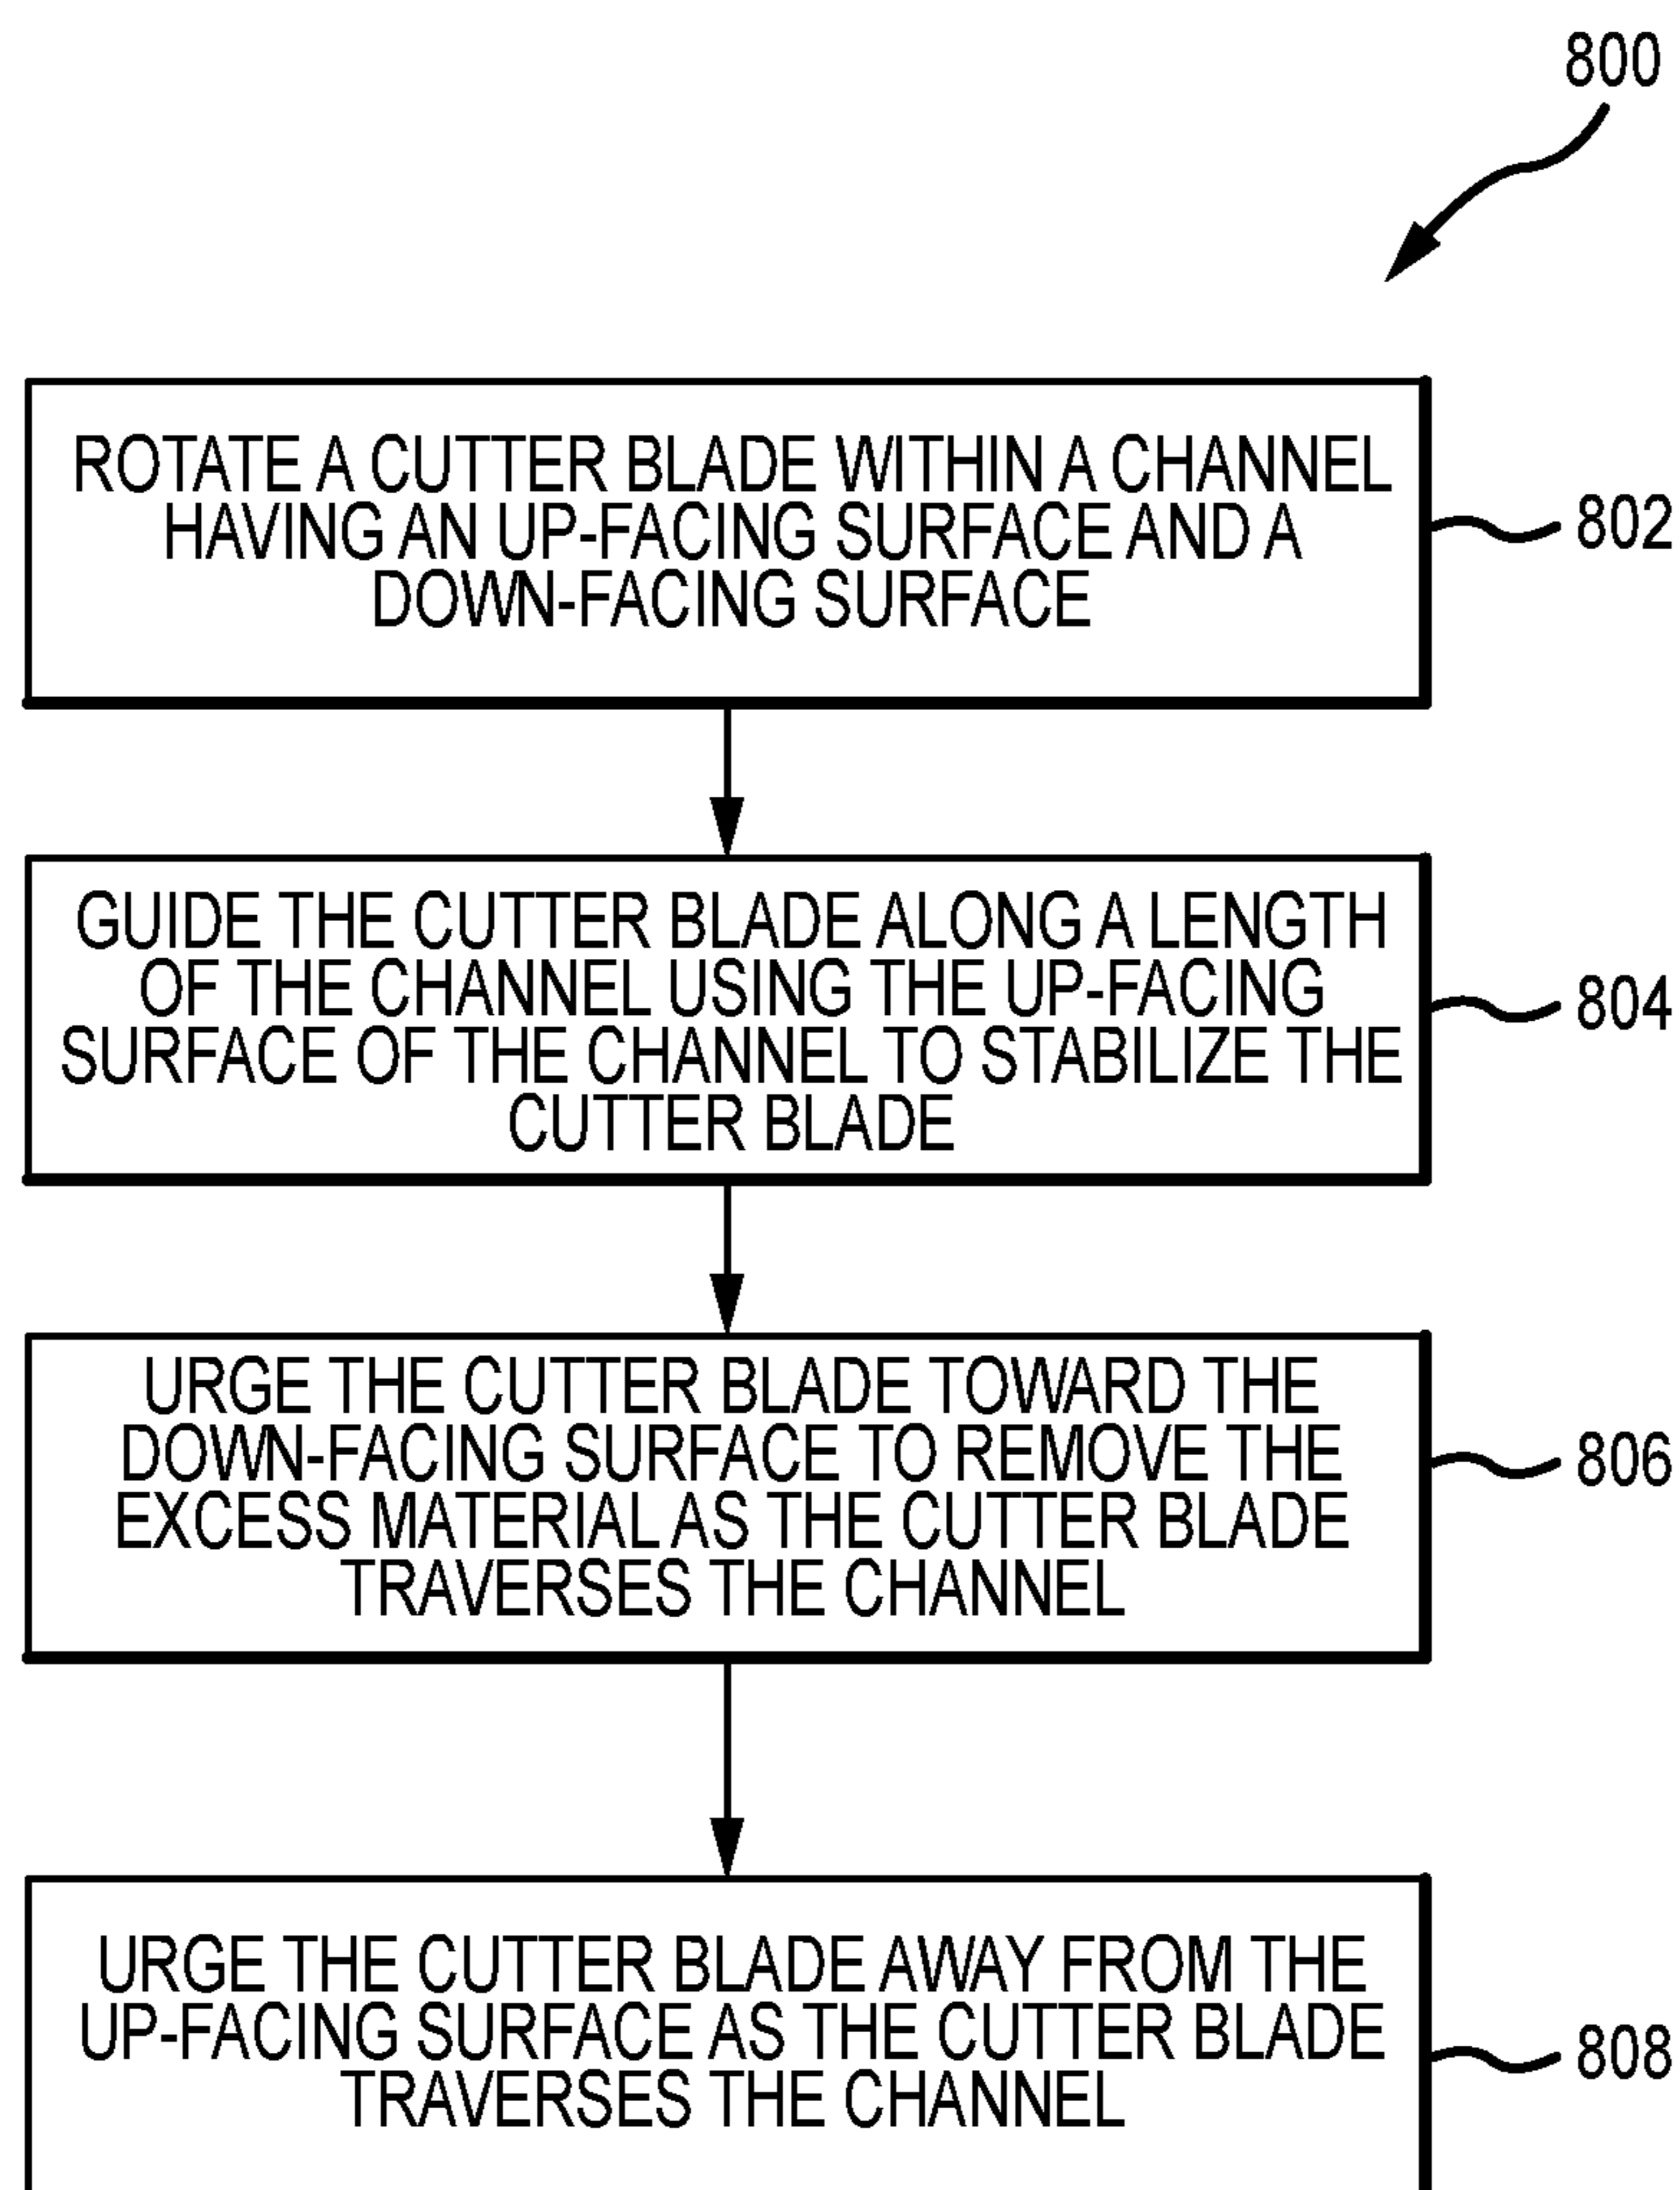 800
ROTATE A CUTTER BLADE WITHIN A CHANNEL
HAVING AN UP-FACING SURFACE AND A
DOWN-FACING SURFACE
802
GUIDE THE CUTTER BLADE ALONG A LENGTH
OF THE CHANNEL USING THE UP-FACING
SURFACE OF THE CHANNEL TO STABILIZE THE
CUTTER BLADE
804
URGE THE CUTTER BLADE TOWARD THE
DOWN-FACING SURFACE TO REMOVE THE
EXCESS MATERIAL AS THE CUTTER BLADE
TRAVERSES THE CHANNEL
806
URGE THE CUTTER BLADE AWAY FROM THE
UP-FACING SURFACE AS THE CUTTER BLADE
TRAVERSES THE CHANNEL
808